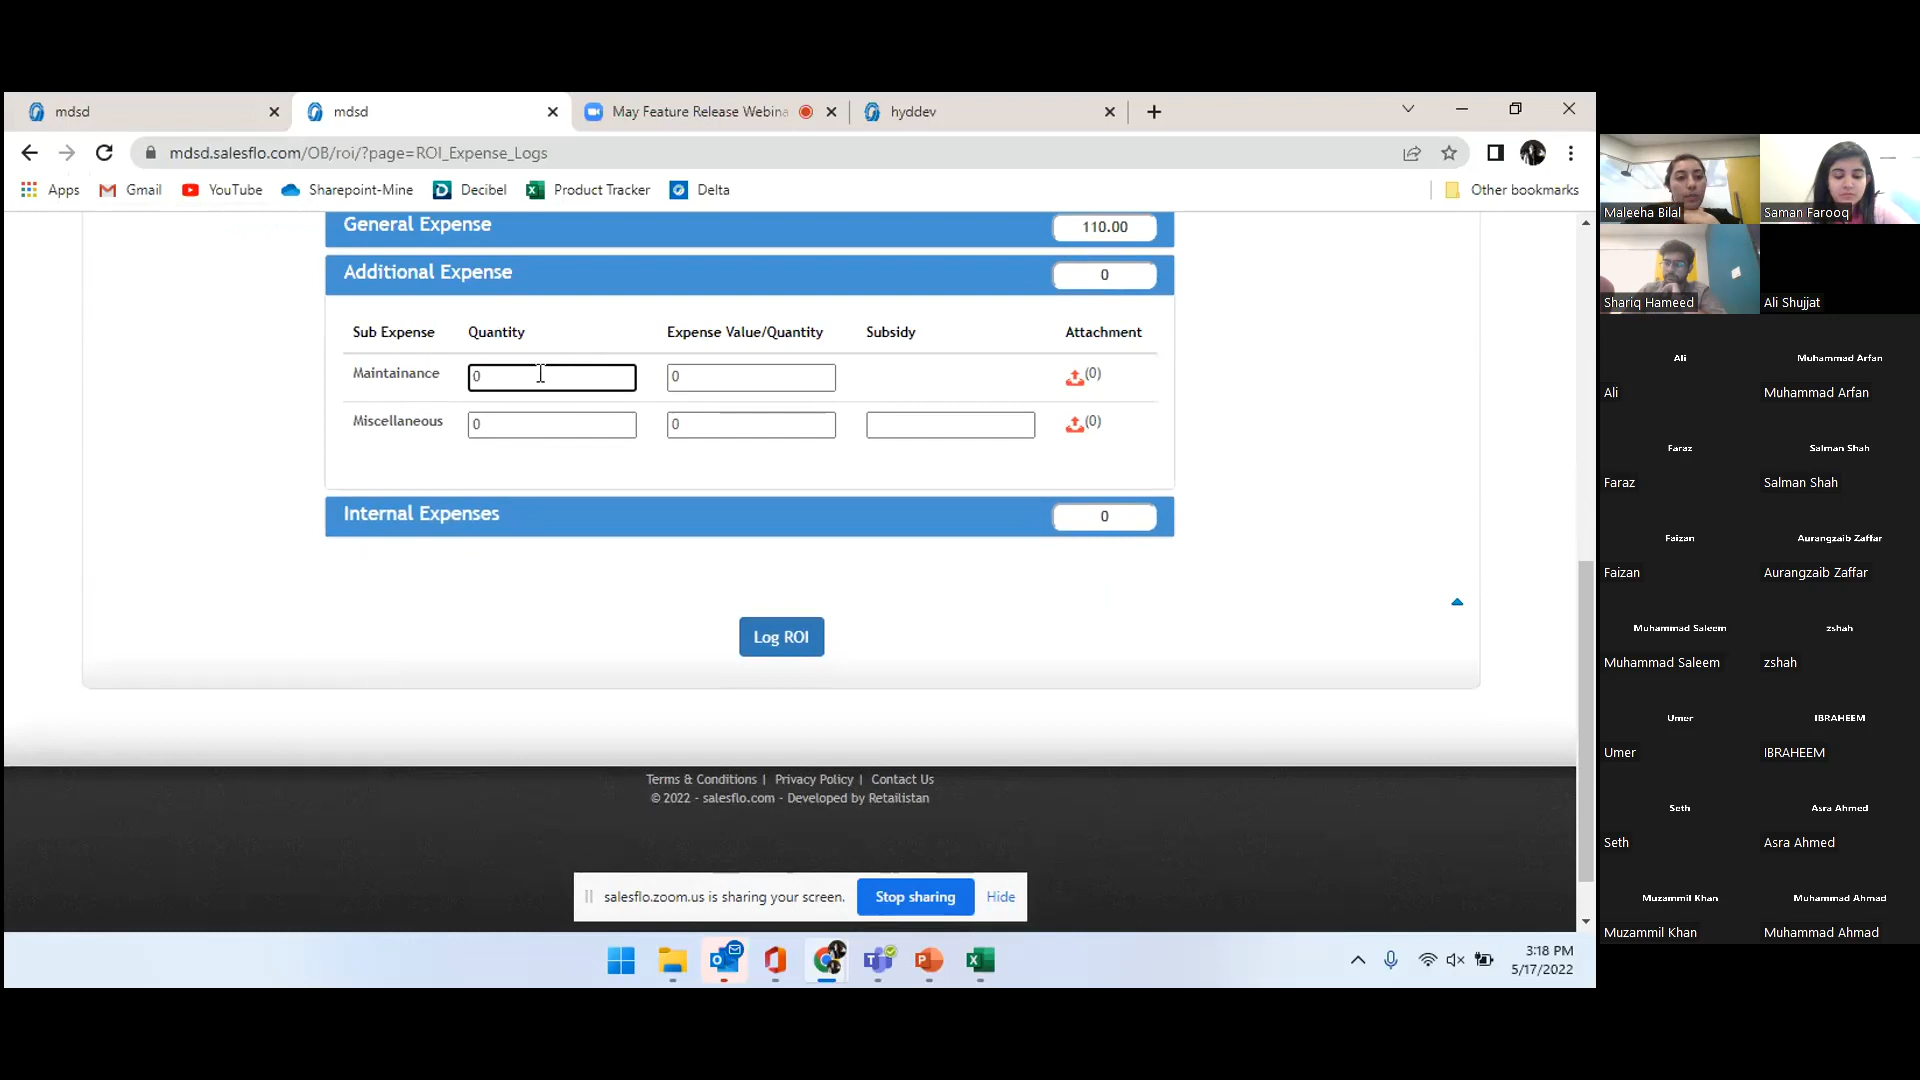 mdsd
mdsd
May Feature Release Webina
hyddev
mdsd.salesflo.com/OB/roi/?page=ROI_Expense_Logs
Apps
Gmail
YouTube
Sharepoint-Mine
Decibel
Product Tracker
Delta
Other bookmarks
General Expense 110.00
Additional Expense 0
Sub Expense Quantity Expense Value/Quantity Subsidy Attachment
Maintainance 0 0 (0)
Miscellaneous 0 0 (0)
Internal Expenses 0
Log ROI
Terms & Conditions | Privacy Policy | Contact Us
© 2022 - salesflo.com - Developed by Retailistan
salesflo.zoom.us is sharing your screen. Stop sharing Hide
3:18 PM
5/17/2022
Maleeha Bilal
Saman Farooq
Shariq Hameed
Ali Shujjat
Ali
Muhammad Arfan
Ali
Muhammad Arfan
Faraz
Salman Shah
Faraz
Salman Shah
Faizan
Aurangzaib Zaffar
Faizan
Aurangzaib Zaffar
Muhammad Saleem
zshah
Muhammad Saleem
zshah
Umer
IBRAHEEM
Umer
IBRAHEEM
Seth
Asra Ahmed
Seth
Asra Ahmed
Muzammil Khan
Muhammad Ahmad
Muzammil Khan
Muhammad Ahmad